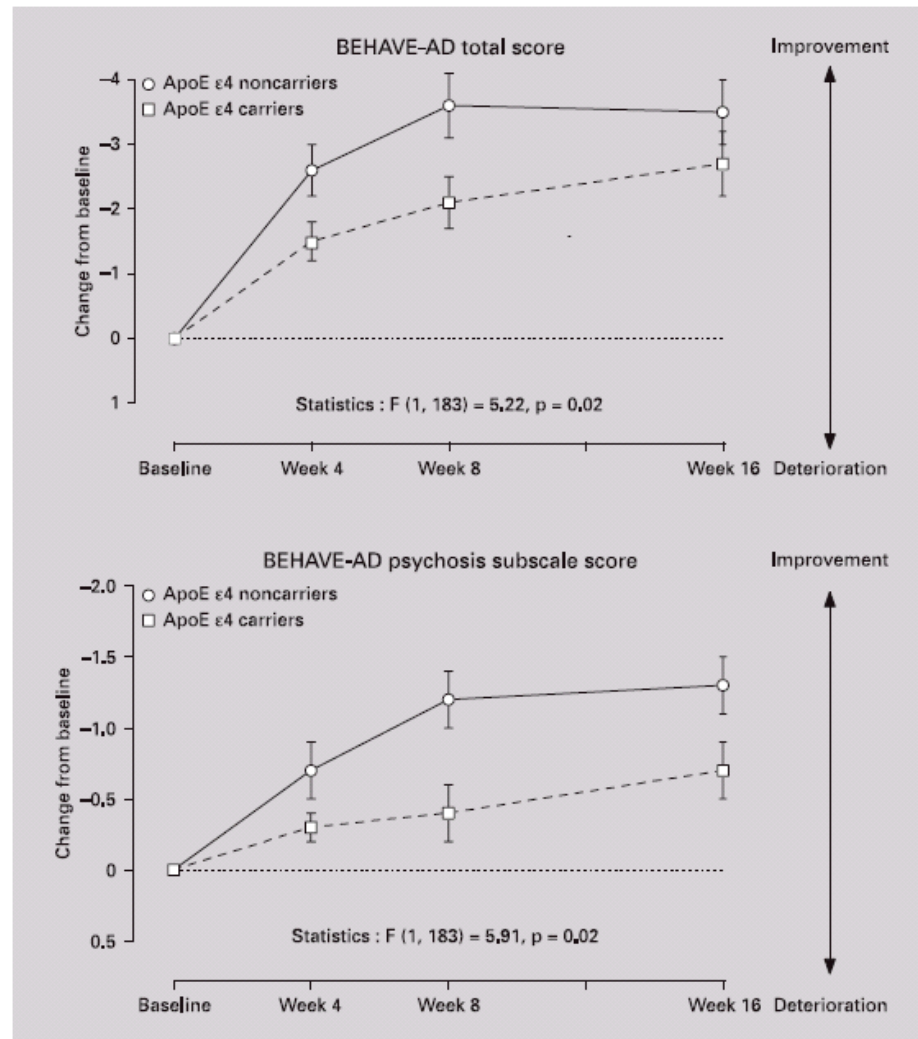 BEHAVE–AD total score
Improvement
ApoE ε4 noncarriers
ApoE ε4 carriers
Change from baseline
–4
–3
–2
–1
0
1
Statistics : F (1, 183) = 5.22, p = 0.02
Baseline Week 4 Week 8 Week 16 Deterioration
BEHAVE-AD psychosis subscale score
Improvement
ApoE ε4 noncarriers
ApoE ε4 carriers
Change from baseline
–2.0
–1.5
–1.0
–0.5
0
0.5
Statistics : F (1, 183) = 5.91, p = 0.02
Baseline Week 4 Week 8 Week 16 Deterioration